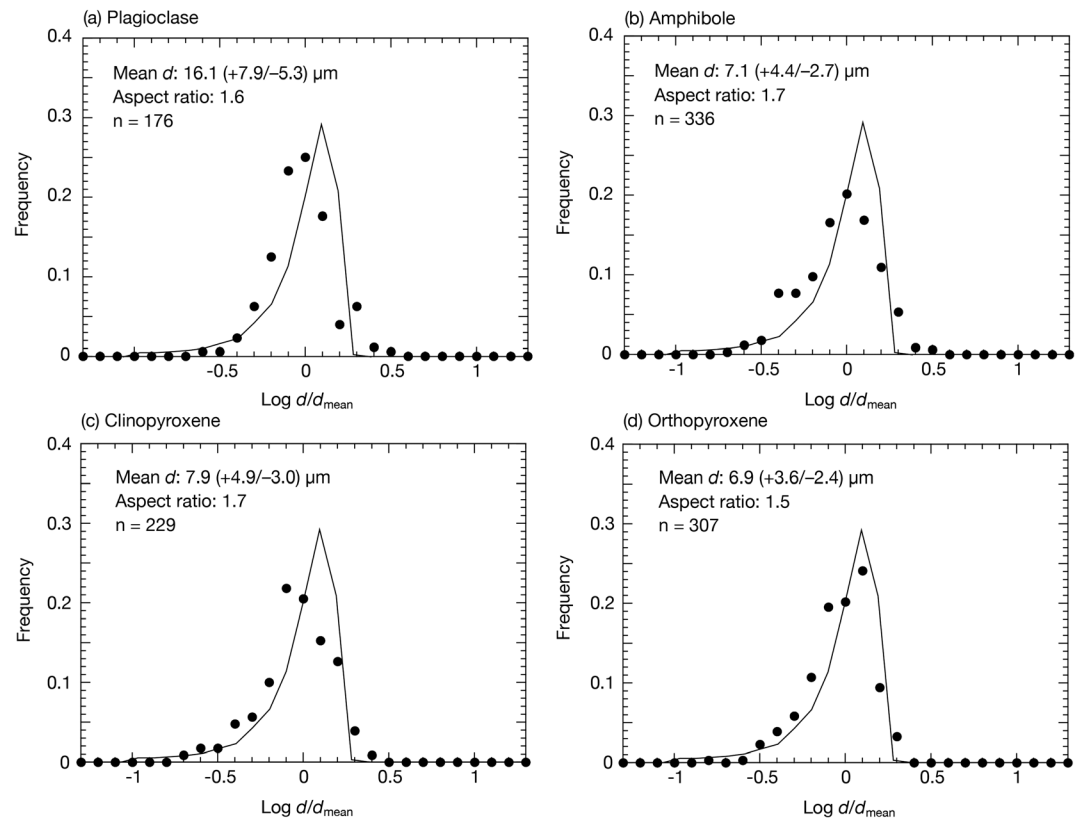 (a) Plagioclase
0.4
Mean d: 16.1 (+7.9/–5.3) µm
Aspect ratio: 1.6
n = 176
0.3
Frequency
0.2
0.1
0
-0.5
0
0.5
1
Log d/dmean
(b) Amphibole
0.4
Mean d: 7.1 (+4.4/–2.7) µm
Aspect ratio: 1.7
n = 336
0.3
Frequency
0.2
0.1
0
-1
-0.5
0
0.5
1
Log d/dmean
(c) Clinopyroxene
0.4
Mean d: 7.9 (+4.9/–3.0) µm
Aspect ratio: 1.7
n = 229
0.3
Frequency
0.2
0.1
0
-1
-0.5
0
0.5
1
Log d/dmean
(d) Orthopyroxene
0.4
Mean d: 6.9 (+3.6/–2.4) µm
Aspect ratio: 1.5
n = 307
0.3
Frequency
0.2
0.1
0
-1
-0.5
0
0.5
1
Log d/dmean